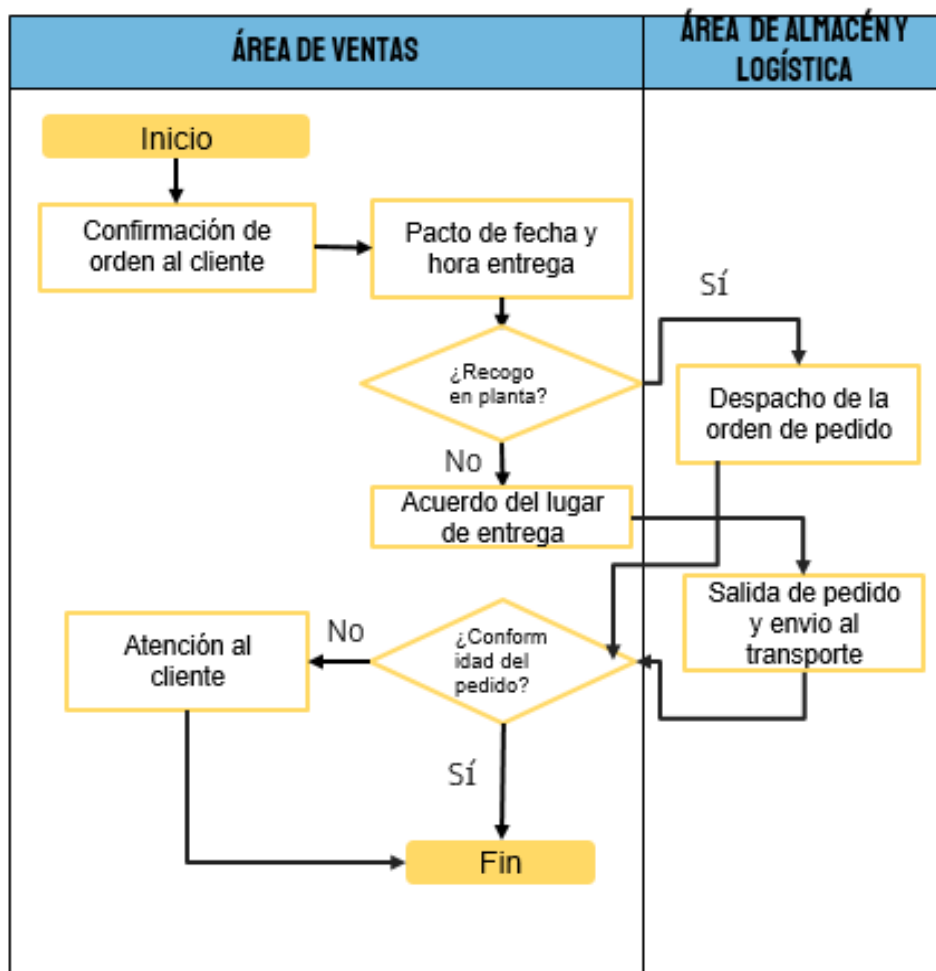 ÁREA DE VENTAS
ÁREA DE ALMACÉN Y
LOGÍSTICA
Inicio
Confirmación de
orden al cliente
Pacto de fecha y
hora entrega
Sí
¿Recogo
en planta?
Despacho de la
orden de pedido
No
Acuerdo del lugar
de entrega
Salida de pedido
y envio al
transporte
Atención al
cliente
No
¿Conform
idad del
pedido?
Sí
Fin